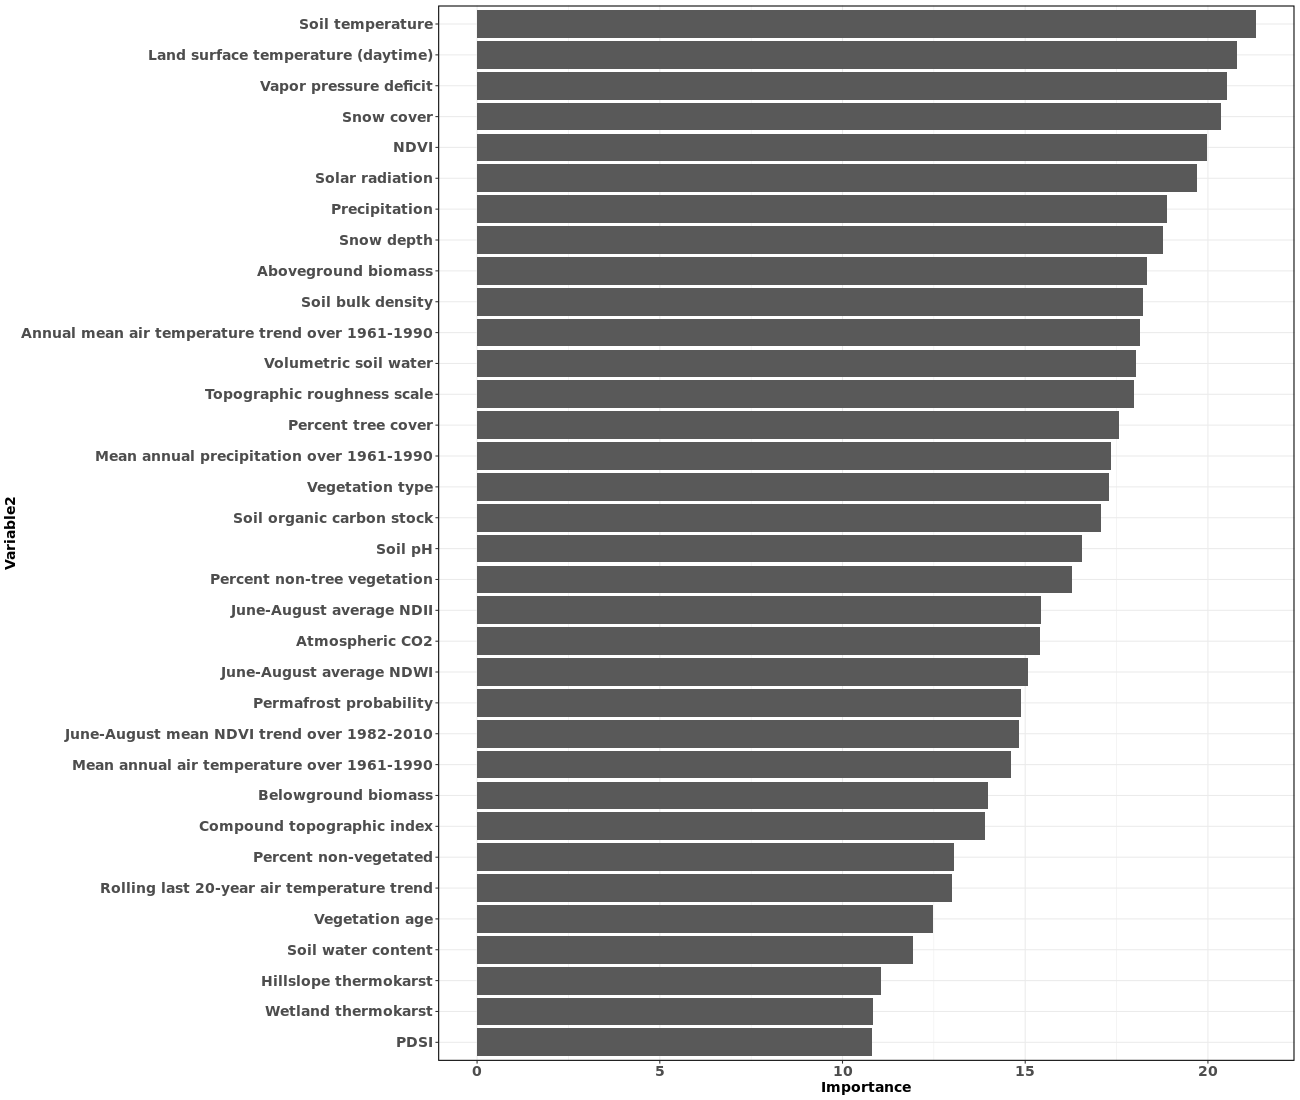 Soil temperature
Land surface temperature (daytime)
Vapor pressure deficit
Snow cover
NDVI
Solar radiation
Precipitation
Snow depth
Aboveground biomass
Soil bulk density
Annual mean air temperature trend over 1961-1990
Volumetric soil water
Topographic roughness scale
Percent tree cover
Mean annual precipitation over 1961-1990
Vegetation type
Soil organic carbon stock
Soil pH
Percent non-tree vegetation
June-August average NDII
Atmospheric CO2
June-August average NDWI
Permafrost probability
June-August mean NDVI trend over 1982-2010
Mean annual air temperature over 1961-1990
Belowground biomass
Compound topographic index
Percent non-vegetated
Rolling last 20-year air temperature trend
Vegetation age
Soil water content
Hillslope thermokarst
Wetland thermokarst
PDSI
Variable2
0 5 10 15 20
Importance